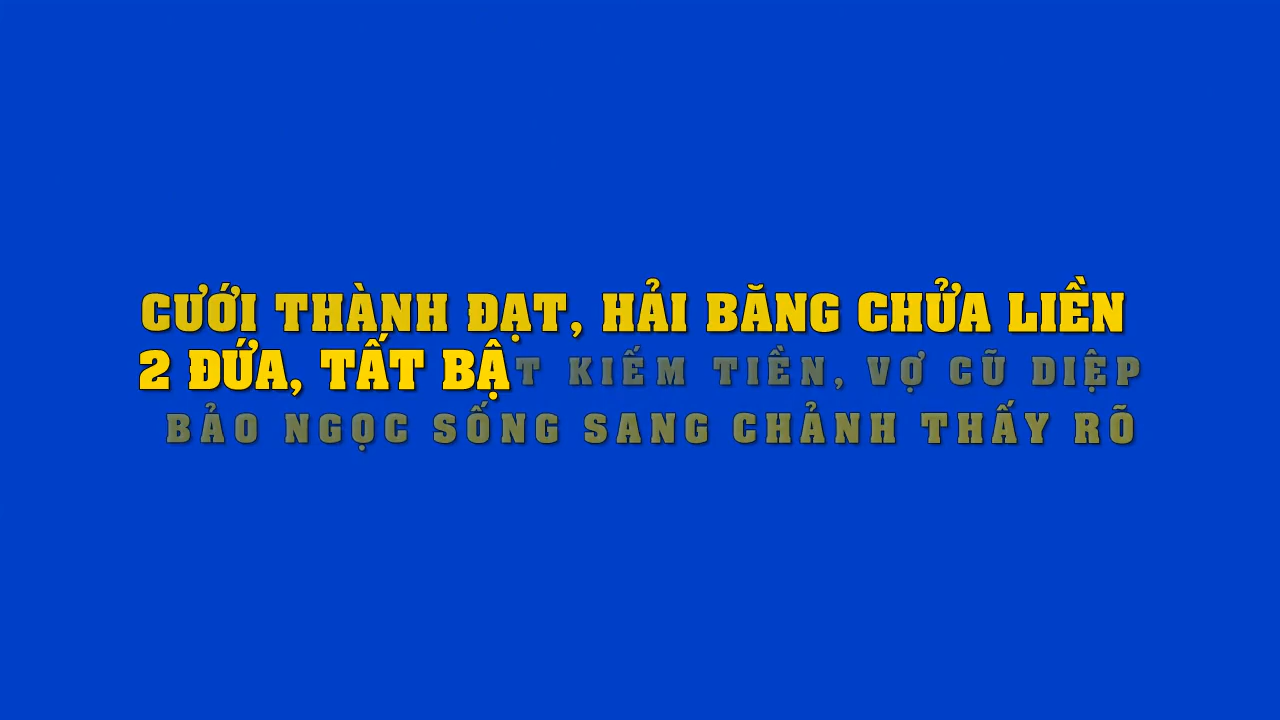 CƯỚI THÀNH ĐẠT, HẢI BĂNG CHỬA LIỀN
2 ĐỨA, TẤT BẬT KIẾM TIỀN, VỢ CŨ DIỆP
BẢO NGỌC SỐNG SANG CHẢNH THẤY RÕ